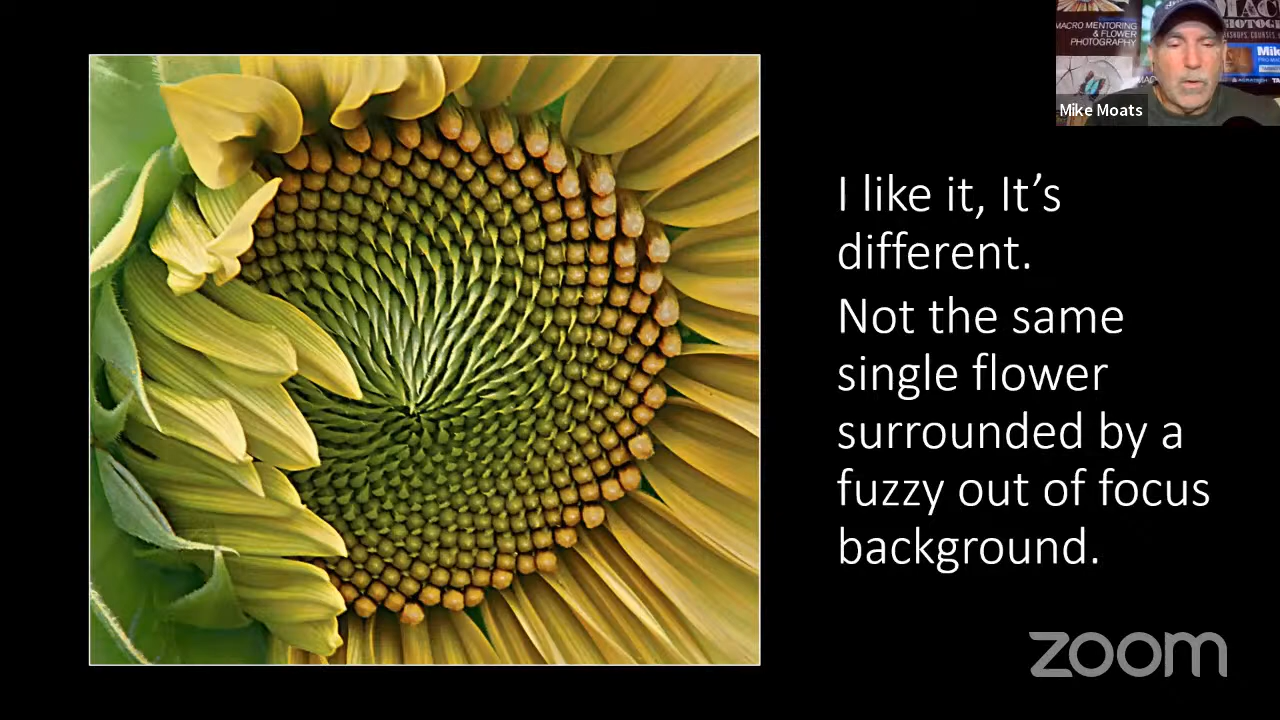 MACRO MENTORING
& FLOWER
PHOTOGRAPHY
Mike Moats
I like it, It's
different.
Not the same
single flower
surrounded by a
fuzzy out of focus
background.
zoom